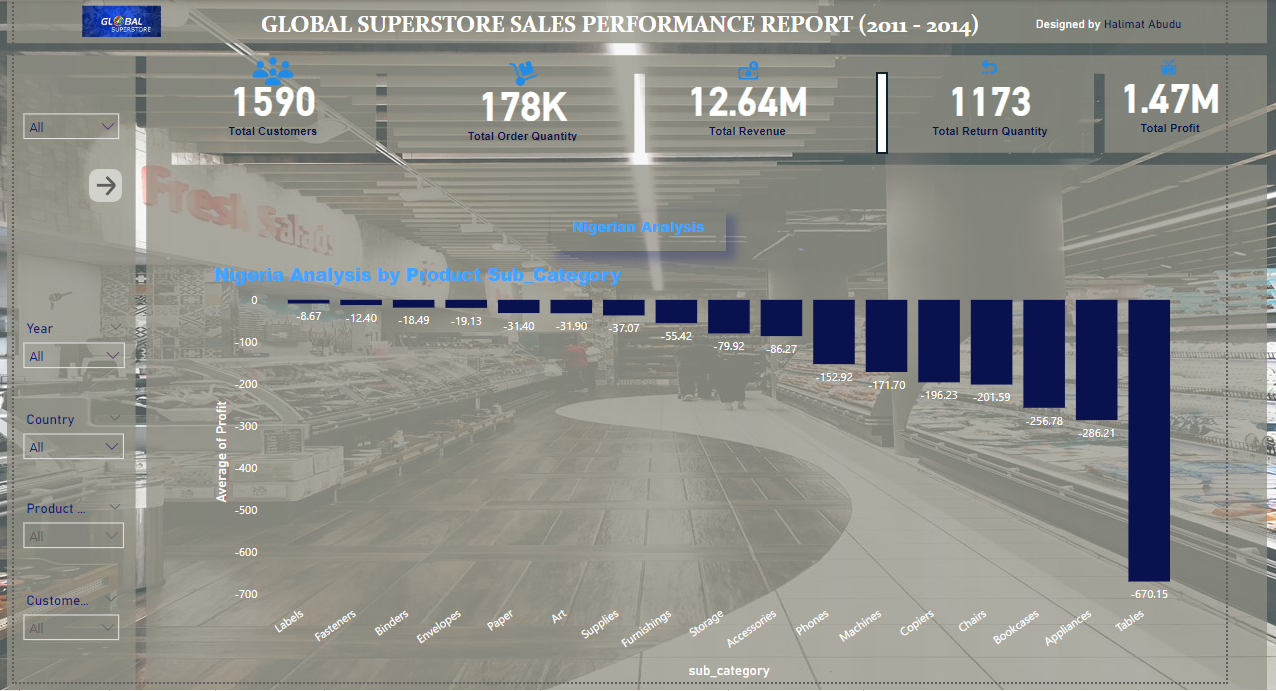 GLOBAL
SUPERSTORE
GLOBAL SUPERSTORE SALES PERFORMANCE REPORT (2011 - 2014)
Designed by Halimat Abudu
1590
Total Customers
178K
Total Order Quantity
12.64M
Total Revenue
1173
Total Return Quantity
1.47M
Total Profit
All
Fresh Salads
Nigerian Analysis
Nigeria Analysis by Product Sub_Category
Year
All
Country
All
Product ...
All
Custome...
All
Average of Profit
0
-100
-200
-300
-400
-500
-600
-700
-8.67
-12.40
-18.49
-19.13
-31.40
-31.90
-37.07
-55.42
-79.92
-86.27
-152.92
-171.70
-196.23
-201.59
-256.78
-286.21
-670.15
Labels
Fasteners
Binders
Envelopes
Paper
Art
Supplies
Furnishings
Storage
Accessories
Phones
Machines
Copiers
Chairs
Bookcases
Appliances
Tables
sub_category